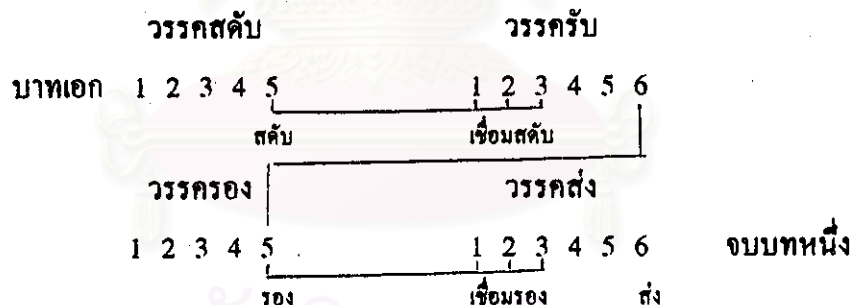 วรรคสดับ วรรครับ
บาทเอก 1 2 3 4 5 1 2 3 4 5 6
สดับ เชื่อมสดับ
วรรครอง วรรคส่ง
1 2 3 4 5 1 2 3 4 5 6 จบบทหนึ่ง
รอง เชื่อมรอง ส่ง